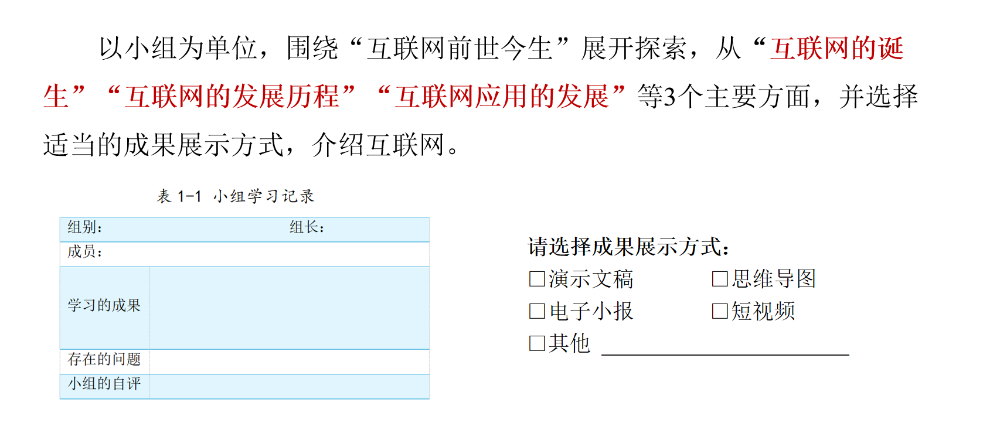 以小组为单位，围绕“互联网前世今生”展开探索，从“互联网的诞
生”“互联网的发展历程”“互联网应用的发展”等3个主要方面，并选择
适当的成果展示方式，介绍互联网。
表 1-1 小组学习记录
组别： 组长：
成员：
学习的成果
存在的问题
小组的自评
请选择成果展示方式：
□演示文稿 □思维导图
□电子小报 □短视频
□其他 ____________________